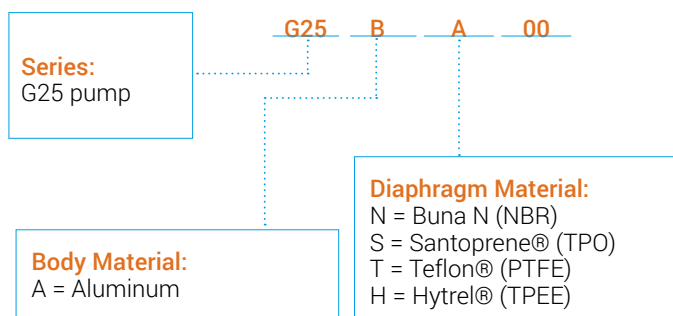 G25 B A 00
Series:
G25 pump
Diaphragm Material:
N = Buna N (NBR)
S = Santoprene® (TPO)
T = Teflon® (PTFE)
H = Hytrel® (TPEE)
Body Material:
A = Aluminum